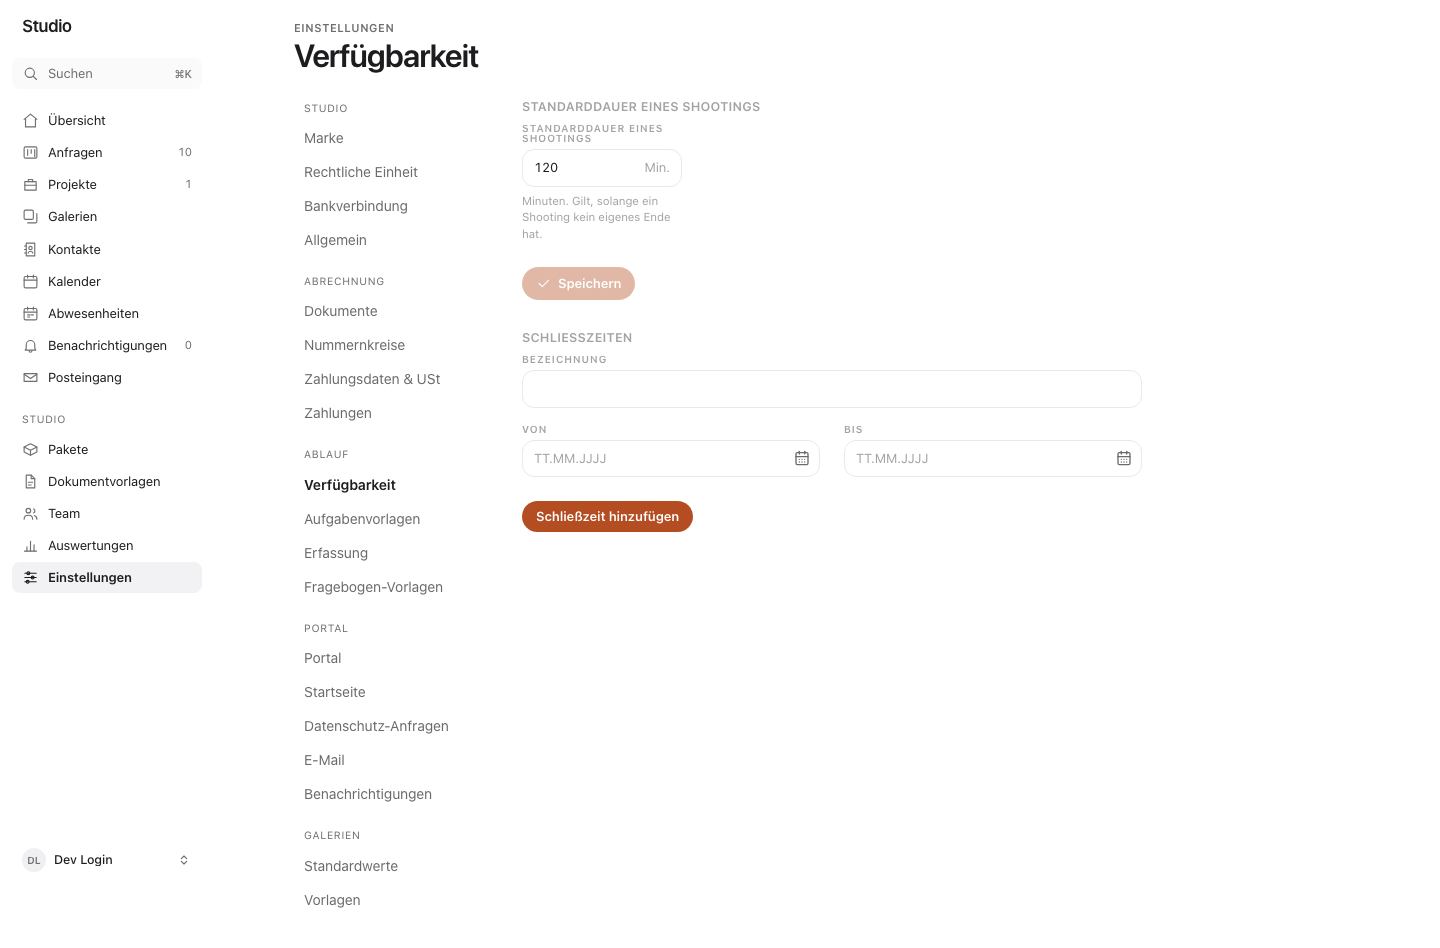 Studio
Suchen ⌘K
Übersicht
Anfragen 10
Projekte 1
Galerien
Kontakte
Kalender
Abwesenheiten
Benachrichtigungen 0
Posteingang
STUDIO
Pakete
Dokumentvorlagen
Team
Auswertungen
Einstellungen
DL Dev Login
EINSTELLUNGEN
Verfügbarkeit
STUDIO
Marke
Rechtliche Einheit
Bankverbindung
Allgemein
ABRECHNUNG
Dokumente
Nummernkreise
Zahlungsdaten & USt
Zahlungen
ABLAUF
Verfügbarkeit
Aufgabenvorlagen
Erfassung
Fragebogen-Vorlagen
PORTAL
Portal
Startseite
Datenschutz-Anfragen
E-Mail
Benachrichtigungen
GALERIEN
Standardwerte
Vorlagen
STANDARDDAUER EINES SHOOTINGS
STANDARDDAUER EINES
SHOOTINGS
120 Min.
Minuten. Gilt, solange ein
Shooting kein eigenes Ende
hat.
Speichern
SCHLIESSZEITEN
BEZEICHNUNG
VON BIS
TT.MM.JJJJ TT.MM.JJJJ
Schließzeit hinzufügen